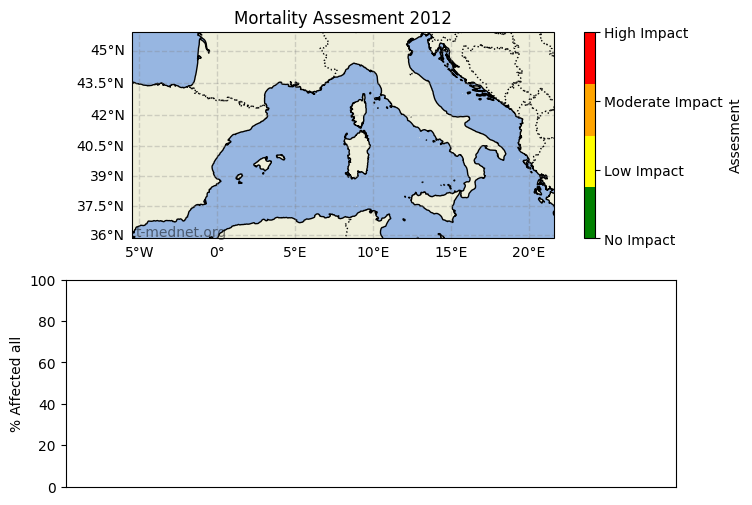 Mortality Assesment 2012
45°N
43.5°N
42°N
40.5°N
39°N
37.5°N
36°N
t-mednet.org
5°W 0° 5°E 10°E 15°E 20°E
High Impact
Moderate Impact
Low Impact
No Impact
Assesment
100
80
60
40
20
0
% Affected all